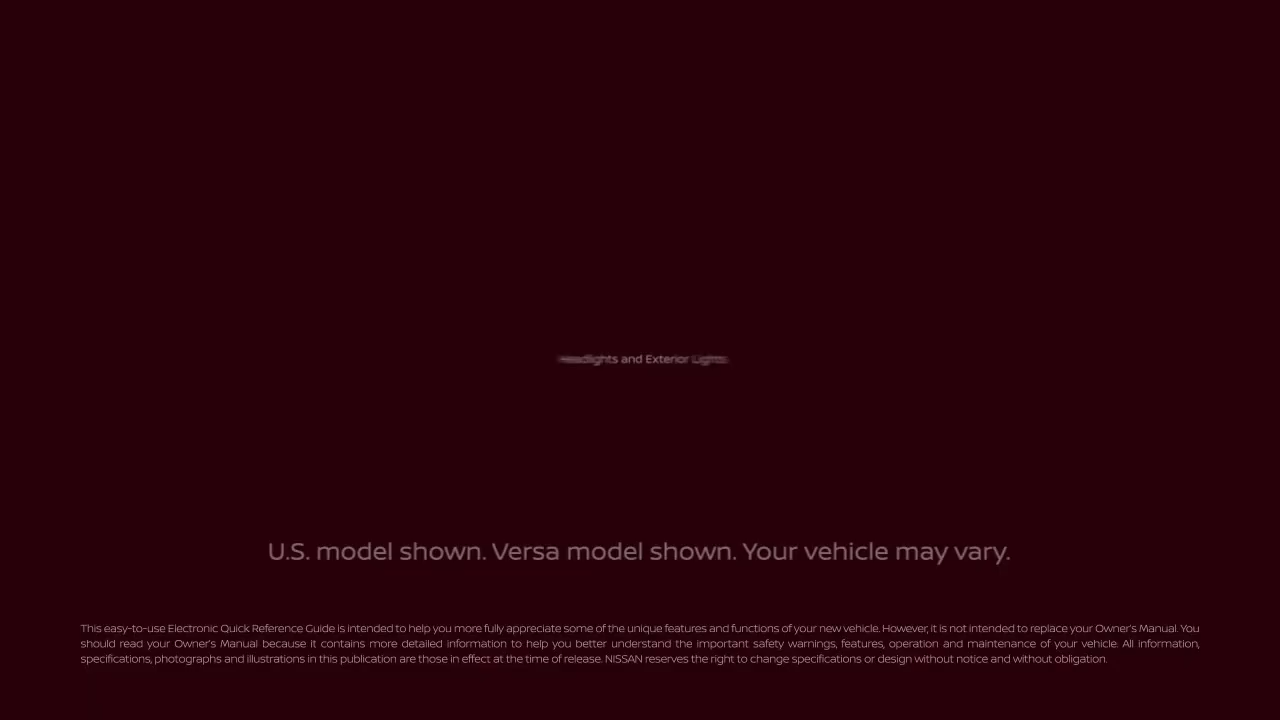 Headlights and Exterior Lights
U.S. model shown. Versa model shown. Your vehicle may vary.
This easy-to-use Electronic Quick Reference Guide is intended to help you more fully appreciate some of the unique features and functions of your new vehicle. However, it is not intended to replace your Owner's Manual. You
should read your Owner's Manual because it contains more detailed information to help you better understand the important safety warnings, features, operation and maintenance of your vehicle. All information,
specifications, photographs and illustrations in this publication are those in effect at the time of release. NISSAN reserves the right to change specifications or design without notice and without obligation.